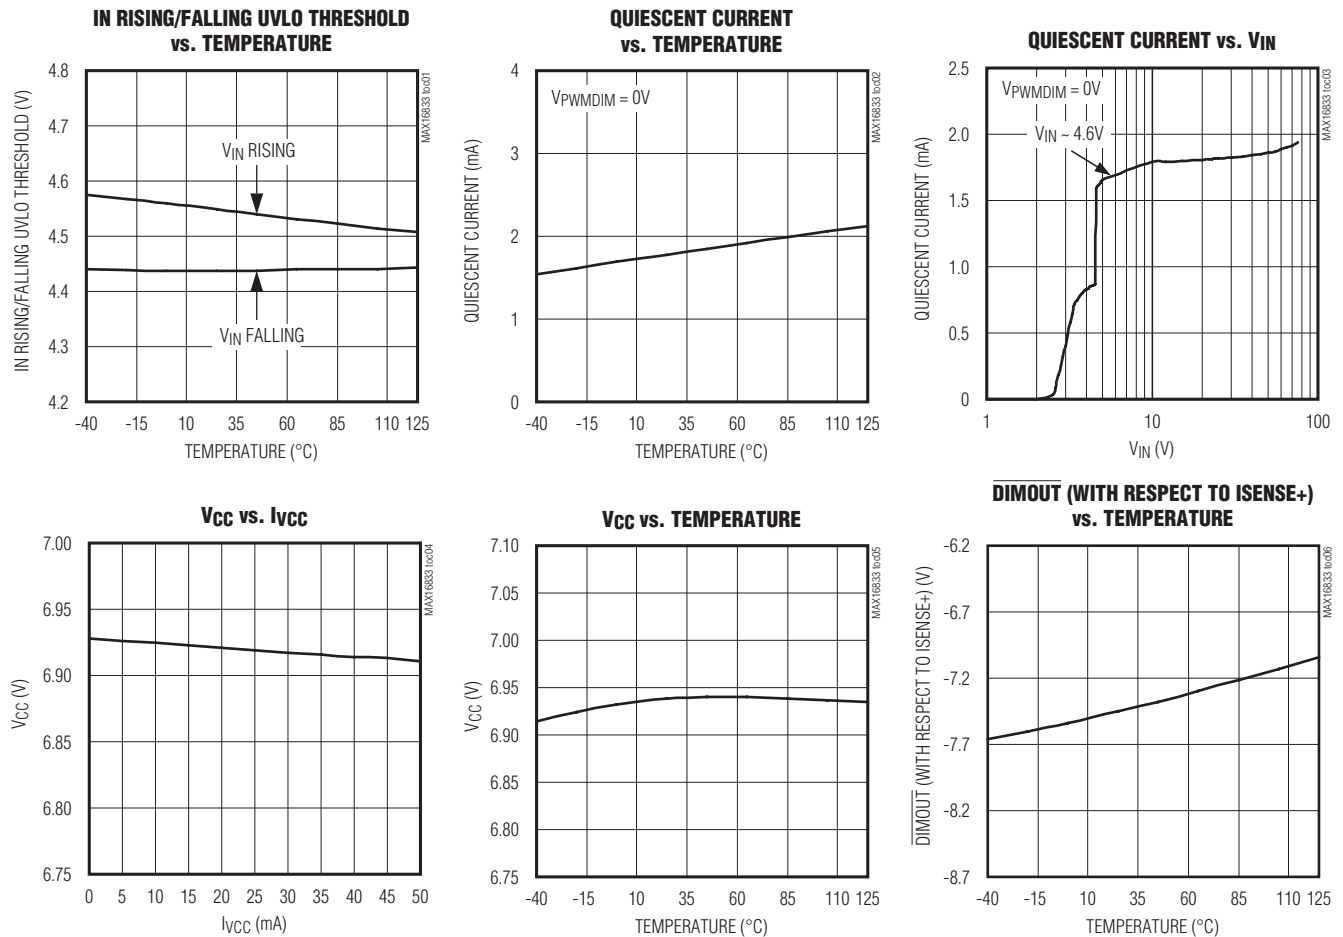 IN RISING/FALLING UVLO THRESHOLD
vs. TEMPERATURE
IN RISING/FALLING UVLO THRESHOLD (V)
4.8
4.7
4.6
4.5
4.4
4.3
4.2
VIN RISING
VIN FALLING
MAX16833 toc01
-40 -15 10 35 60 85 110 125
TEMPERATURE (°C)
QUIESCENT CURRENT
vs. TEMPERATURE
QUIESCENT CURRENT (mA)
4
3
2
1
0
VPWMDIM = 0V
MAX16833 toc02
-40 -15 10 35 60 85 110 125
TEMPERATURE (°C)
QUIESCENT CURRENT vs. VIN
QUIESCENT CURRENT (mA)
2.5
2.0
1.5
1.0
0.5
0
VPWMDIM = 0V
VIN ~ 4.6V
MAX16833 toc03
1 10 100
VIN (V)
VCC vs. IVCC
VCC (V)
7.00
6.95
6.90
6.85
6.80
6.75
MAX16833 toc04
0 5 10 15 20 25 30 35 40 45 50
IVCC (mA)
VCC vs. TEMPERATURE
VCC (V)
7.10
7.05
7.00
6.95
6.90
6.85
6.80
6.75
MAX16833 toc05
-40 -15 10 35 60 85 110 125
TEMPERATURE (°C)
DIMOUT (WITH RESPECT TO ISENSE+)
vs. TEMPERATURE
DIMOUT (WITH RESPECT TO ISENSE+) (V)
-6.2
-6.7
-7.2
-7.7
-8.2
-8.7
MAX16833 toc06
-40 -15 10 35 60 85 110 125
TEMPERATURE (°C)